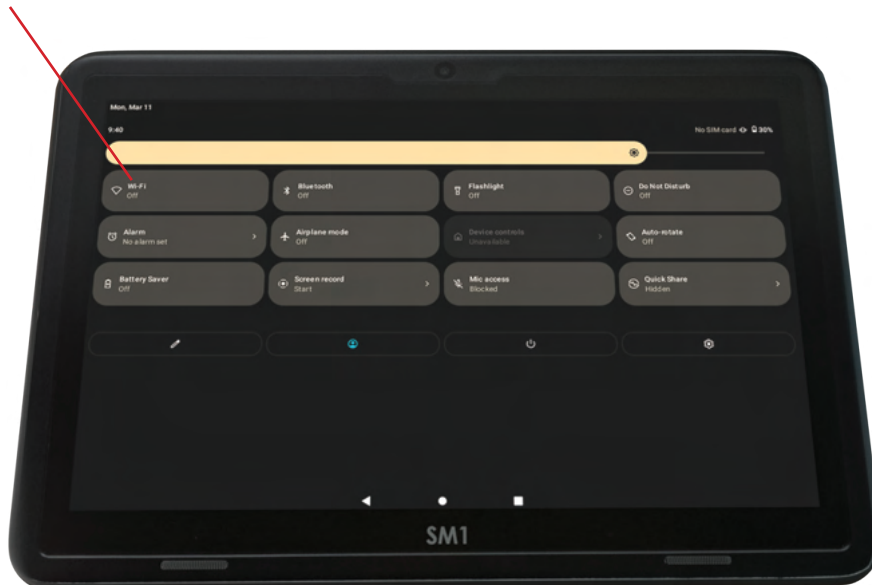 Mon, Mar 11
9:40
No SIM card 30%
Wi-Fi
Off
Bluetooth
Off
Flashlight
Off
Do Not Disturb
Off
Alarm
No alarm set
Airplane mode
Off
Device controls
Unavailable
Auto-rotate
Off
Battery Saver
Off
Screen record
Start
Mic access
Blocked
Quick Share
Hidden
SM1